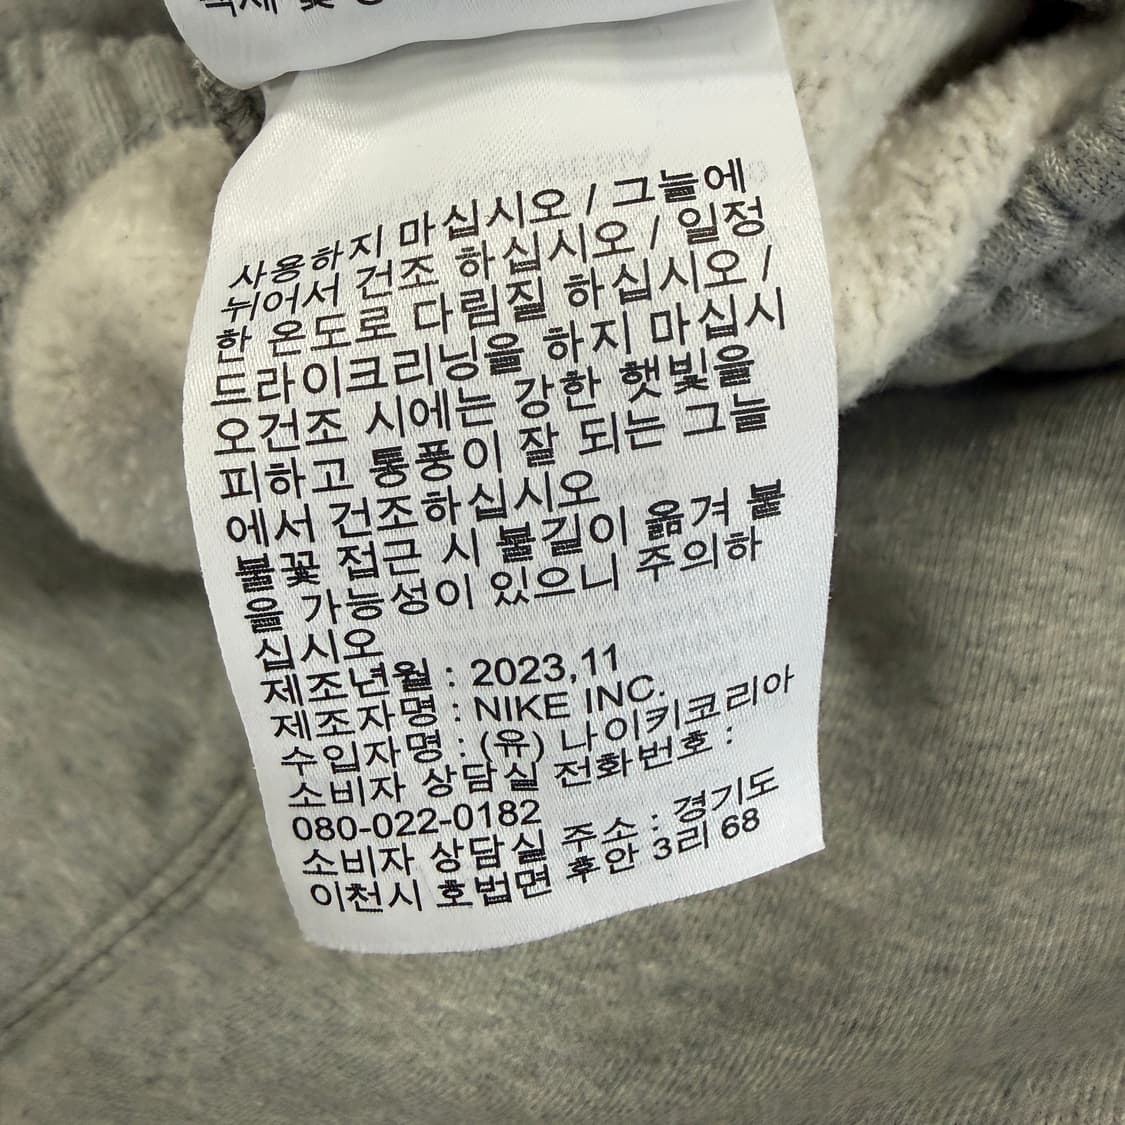 사용하지 마십시오 / 그늘에
뉘어서 건조 하십시오 / 일정
한 온도로 다림질 하십시오 /
드라이크리닝을 하지 마십시
오건조 시에는 강한 햇빛을
피하고 통풍이 잘 되는 그늘
에서 건조하십시오
불꽃 접근 시 불길이 옮겨 붙
을 가능성이 있으니 주의하
십시오
제조년월 : 2023.11
제조자명 : NIKE INC.
수입자명 : (유) 나이키코리아
소비자 상담실 전화번호 :
080-022-0182
소비자 상담실 주소 : 경기도
이천시 호법면 후안 3리 68